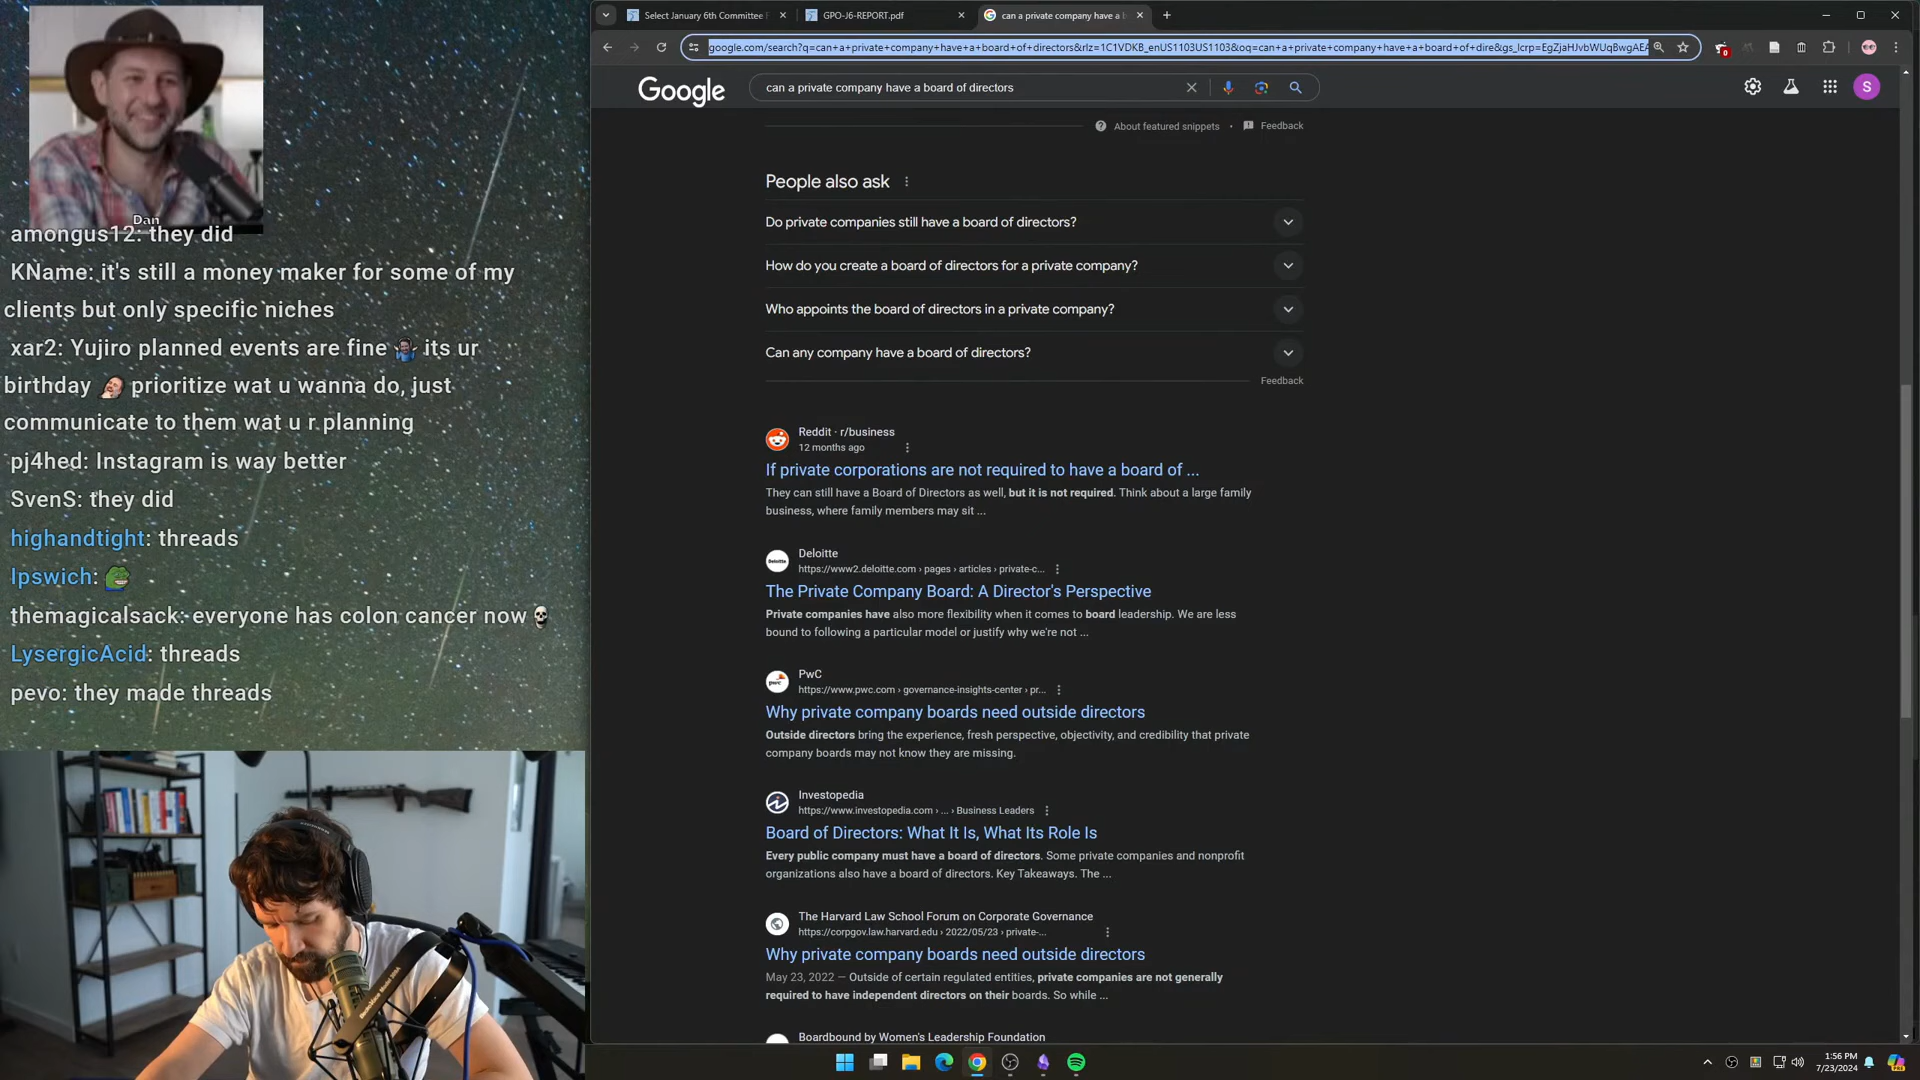 Dan
amongus12: they did
KName: it's still a money maker for some of my
clients but only specific niches
xar2: Yujiro planned events are fine its ur
birthday prioritize wat u wanna do, just
communicate to them wat u r planning
pj4hed: Instagram is way better
SvenS: they did
highandtight: threads
Ipswich:
themagicalsack: everyone has colon cancer now
LysergicAcid: threads
pevo: they made threads
Select January 6th Committee
GPO-J6-REPORT.pdf
can a private company have a b
google.com/search?q=can+a+private+company+have+a+board+of+directors&rlz=1C1VDKB_enUS1103US1103&oq=can+a+private+company+have+a+board+of+dire&gs_lcrp=EgZjaHJvbWUqBwgAEA
0
Google
can a private company have a board of directors
S
About featured snippets
Feedback
People also ask
Do private companies still have a board of directors?
How do you create a board of directors for a private company?
Who appoints the board of directors in a private company?
Can any company have a board of directors?
Feedback
Reddit · r/business
12 months ago
If private corporations are not required to have a board of ...
They can still have a Board of Directors as well, but it is not required. Think about a large family
business, where family members may sit ...
Deloitte
Deloitte
https://www2.deloitte.com › pages › articles › private-c...
The Private Company Board: A Director's Perspective
Private companies have also more flexibility when it comes to board leadership. We are less
bound to following a particular model or justify why we're not ...
pwc
PwC
https://www.pwc.com › governance-insights-center › pr...
Why private company boards need outside directors
Outside directors bring the experience, fresh perspective, objectivity, and credibility that private
company boards may not know they are missing.
Investopedia
https://www.investopedia.com › ... › Business Leaders
Board of Directors: What It Is, What Its Role Is
Every public company must have a board of directors. Some private companies and nonprofit
organizations also have a board of directors. Key Takeaways. The ...
The Harvard Law School Forum on Corporate Governance
https://corpgov.law.harvard.edu › 2022/05/23 › private-...
Why private company boards need outside directors
May 23, 2022 — Outside of certain regulated entities, private companies are not generally
required to have independent directors on their boards. So while ...
Boardbound by Women's Leadership Foundation
1:56 PM
7/23/2024